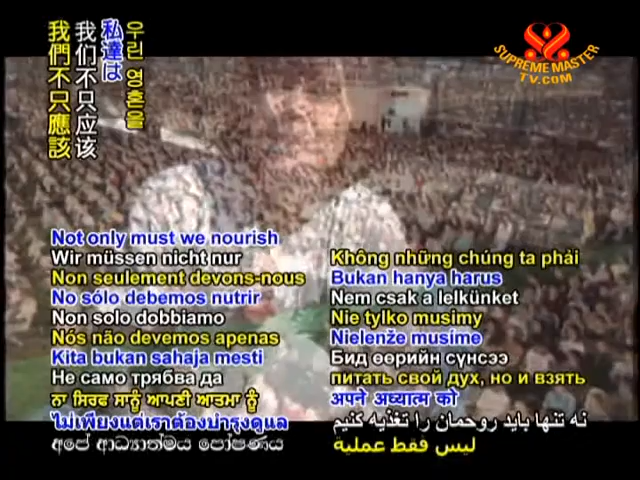 我們不只應該
我们不只应该
私達は
우린 영혼을
SUPREME MASTER
TV.COM
Not only must we nourish
Wir müssen nicht nur
Non seulement devons-nous
No sólo debemos nutrir
Non solo dobbiamo
Nós não devemos apenas
Kita bukan sahaja mesti
Не само трябва да
ਨਾ ਸਿਰਫ ਸਾਨੂੰ ਆਪਣੀ ਆਤਮਾ ਨੂੰ
ไม่เพียงแต่เราต้องบำรุงดูแล
අපේ ආධ්‍යාත්මය පෝෂණය
Không những chúng ta phải
Bukan hanya harus
Nem csak a lelkünket
Nie tylko musimy
Nielenže musíme
Бид өөрийн сүнсээ
питать свой дух, но и взять
अपने अध्यात्म को
نه تنها باید روحمان را تغذیه کنیم
ليس فقط عملية